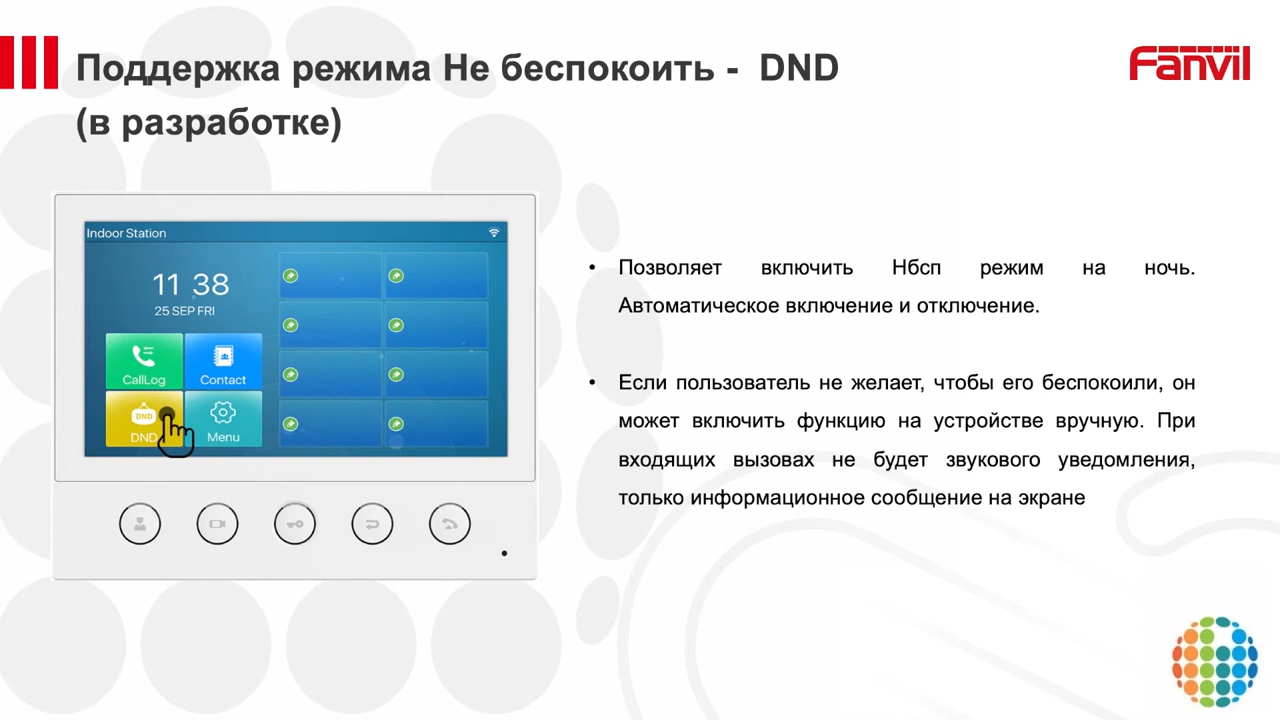 Поддержка режима Не беспокоить - DND
(в разработке)
Fanvil
Indoor Station
11 38
25 SEP FRI
CallLog
Contact
DND
DND
Menu
• Позволяет включить Нбсп режим на ночь.
Автоматическое включение и отключение.
• Если пользователь не желает, чтобы его беспокоили, он
может включить функцию на устройстве вручную. При
входящих вызовах не будет звукового уведомления,
только информационное сообщение на экране